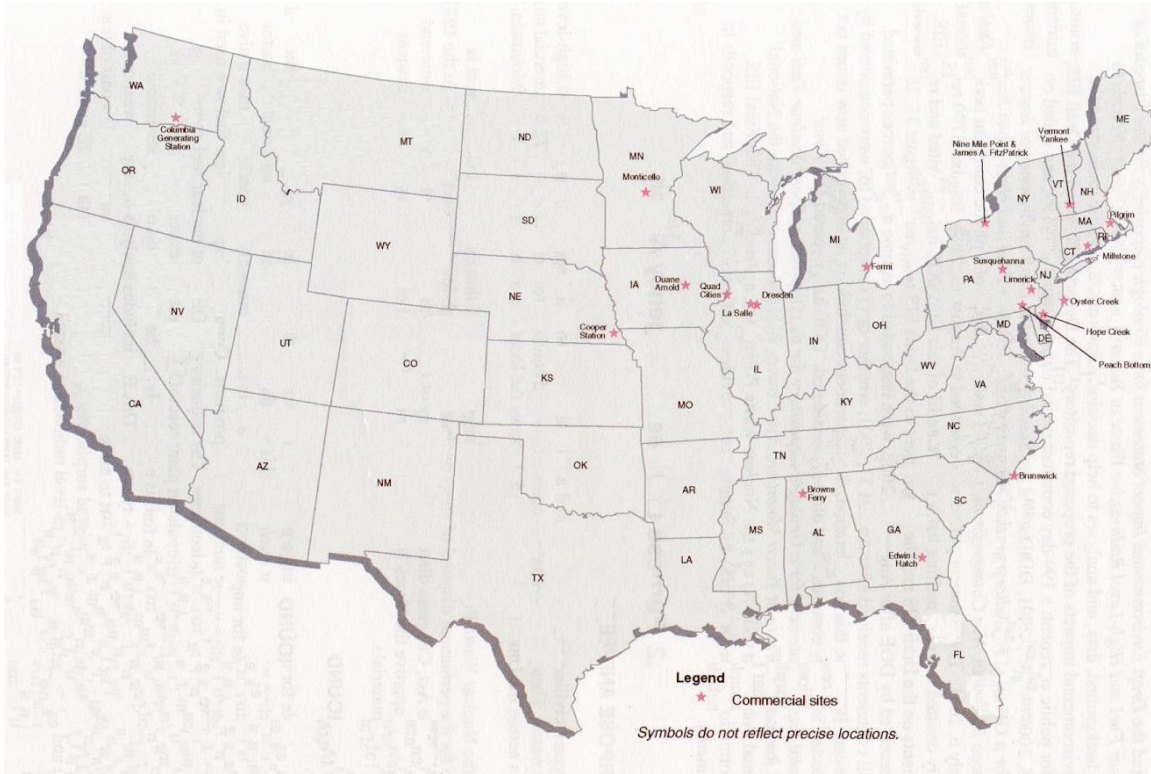 WA
Columbia
Generating
Station
OR
ID
MT
ND
MN
Monticello
WI
SD
WY
NV
UT
CA
CO
NE
IA
Duane
Arnold
Quad
Cities
Dresden
La Salle
Cooper
Station
KS
MO
IL
IN
MI
Fermi
OH
Nine Mile Point &
James A. FitzPatrick
Vermont
Yankee
ME
VT
NH
NY
MA
Pilgrim
CT
RI
Millstone
Susquehanna
PA
Limerick
NJ
Oyster Creek
MD
DE
Hope Creek
Peach Bottom
WV
VA
KY
NC
TN
Brunswick
SC
AZ
NM
OK
AR
TX
LA
MS
Browns
Ferry
AL
GA
Edwin I.
Hatch
FL
Legend
Commercial sites
Symbols do not reflect precise locations.